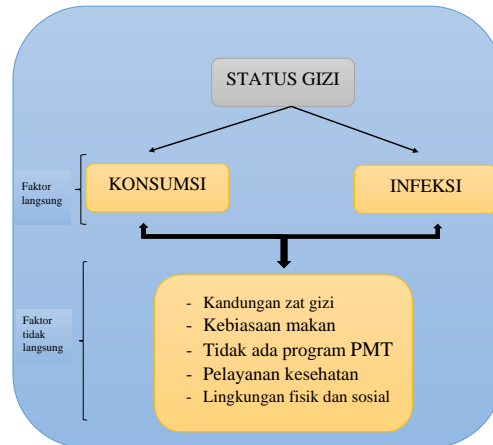 STATUS GIZI
Faktor
langsung
KONSUMSI
INFEKSI
Faktor
tidak
langsung
- Kandungan zat gizi
- Kebiasaan makan
- Tidak ada program PMT
- Pelayanan kesehatan
- Lingkungan fisik dan sosial